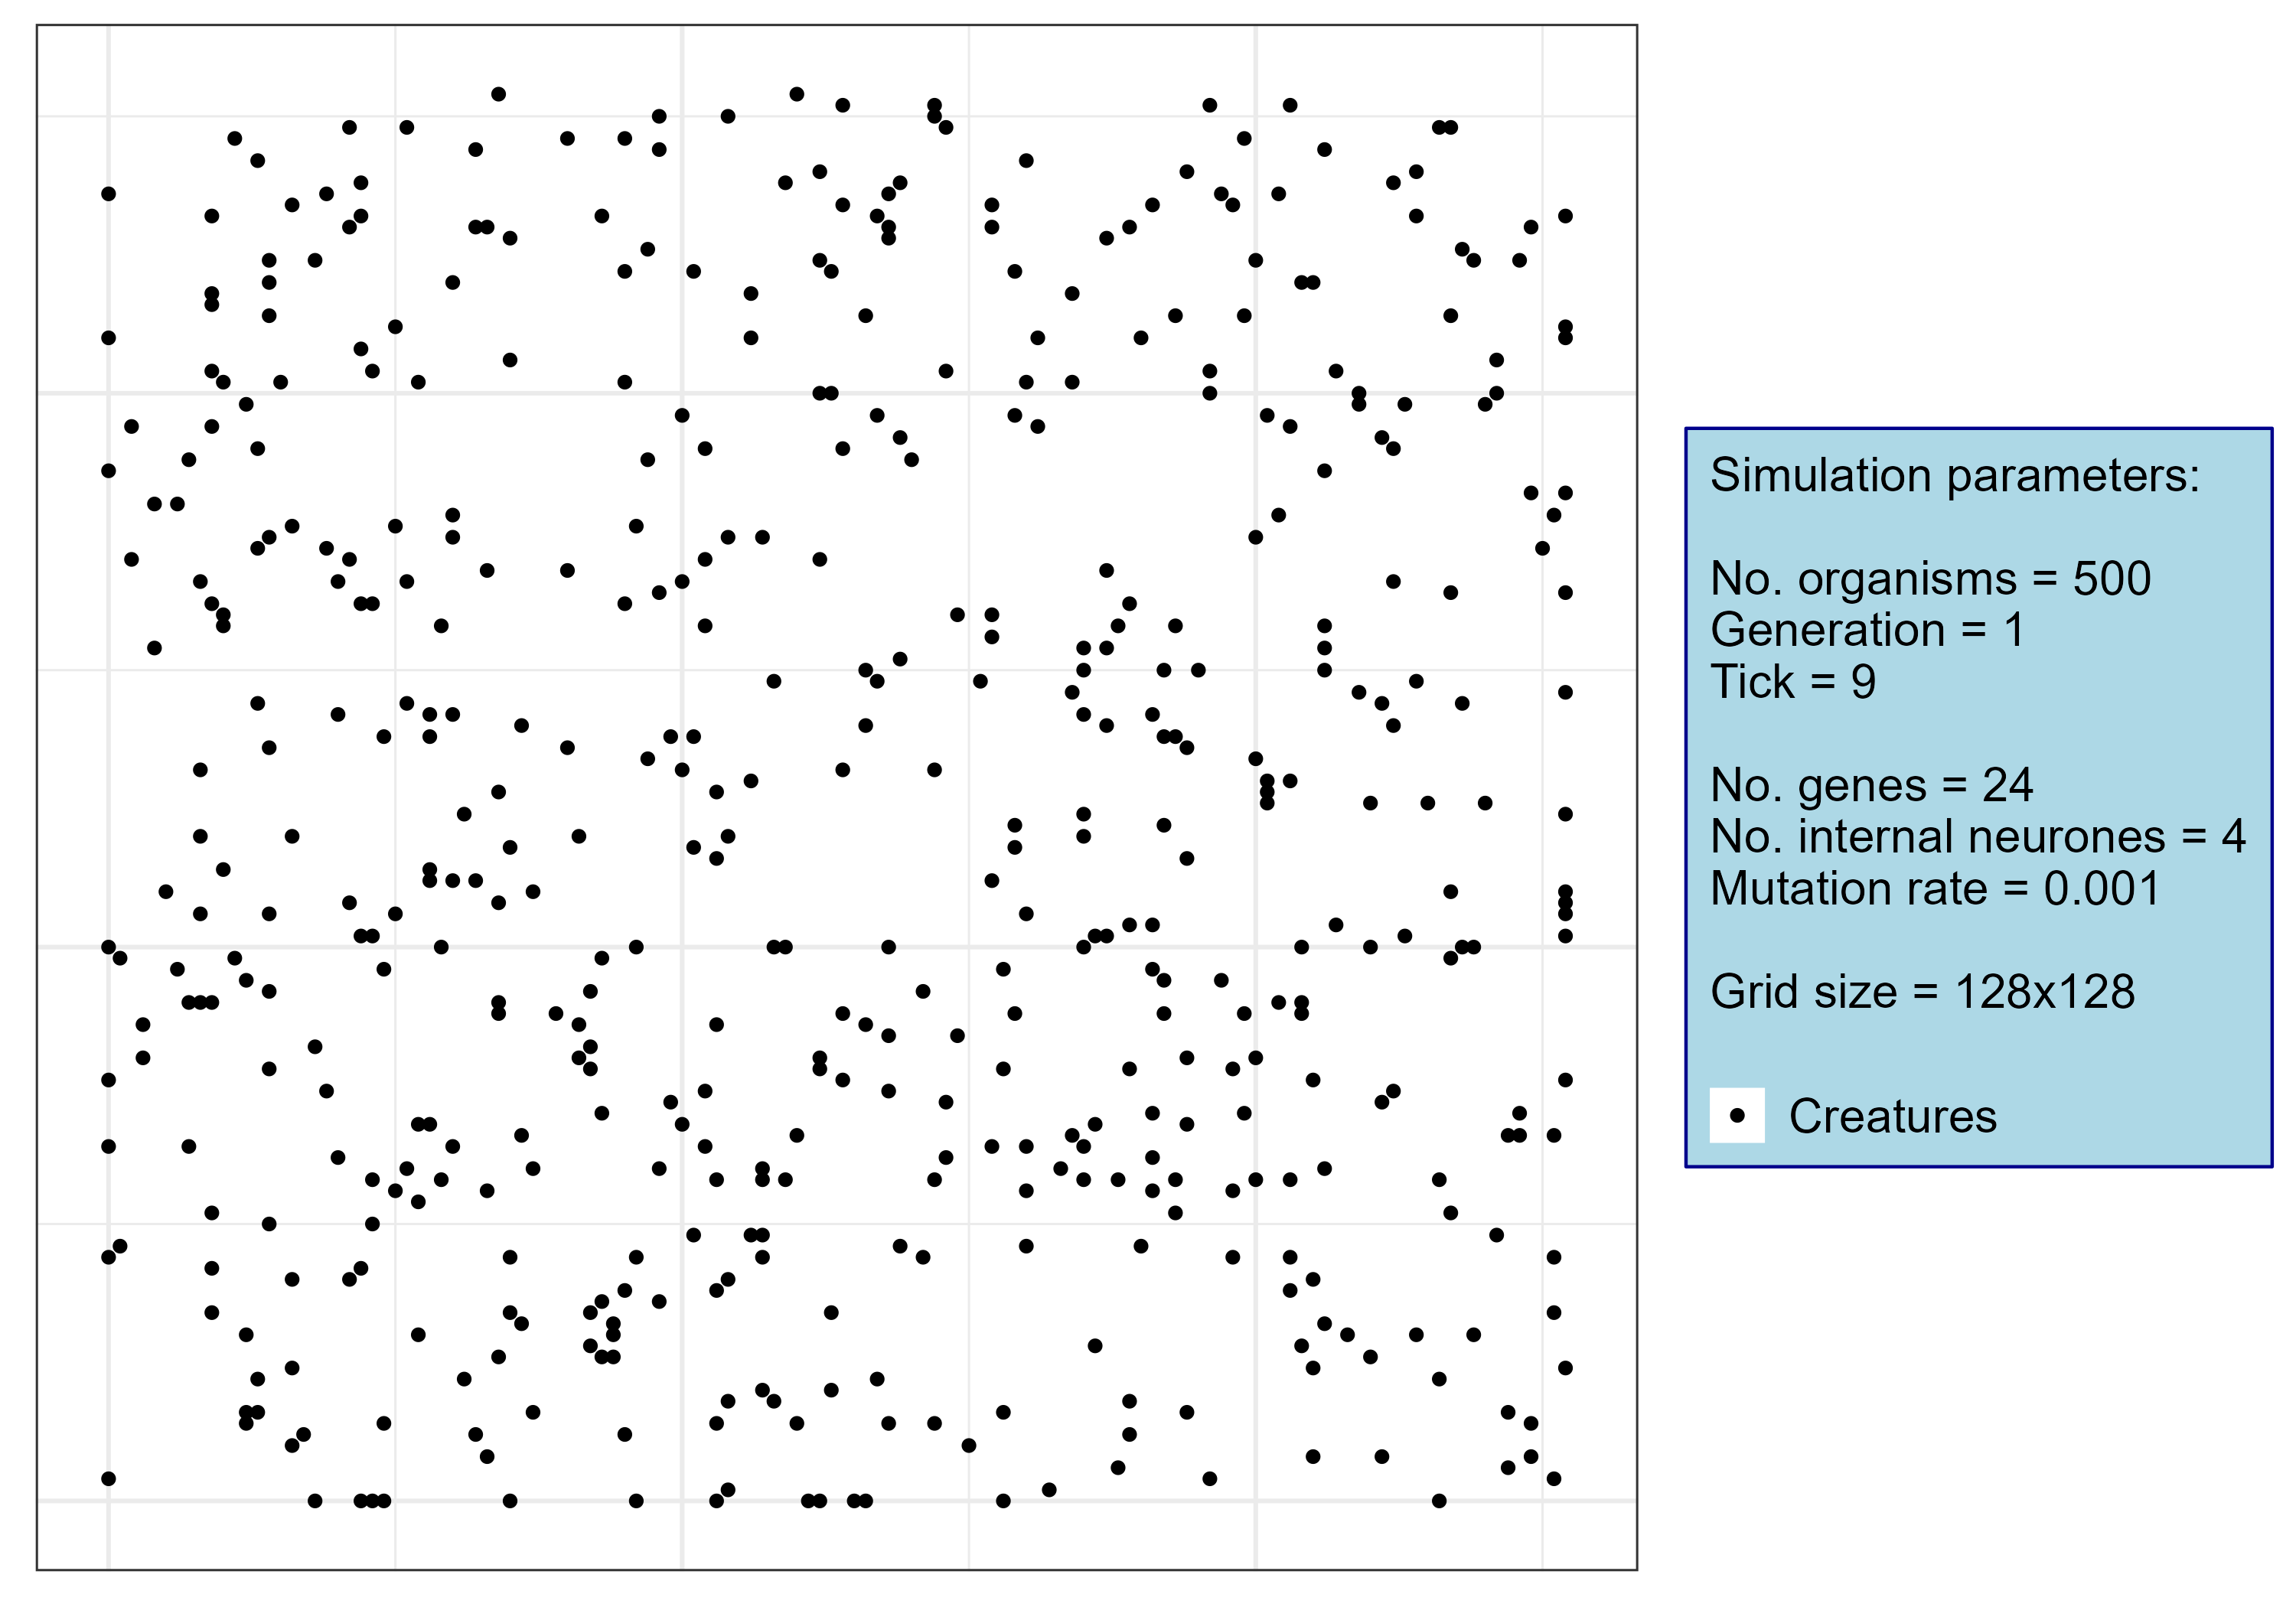 Simulation parameters:
No. organisms = 500
Generation = 1
Tick = 9
No. genes = 24
No. internal neurones = 4
Mutation rate = 0.001
Grid size = 128x128
Creatures